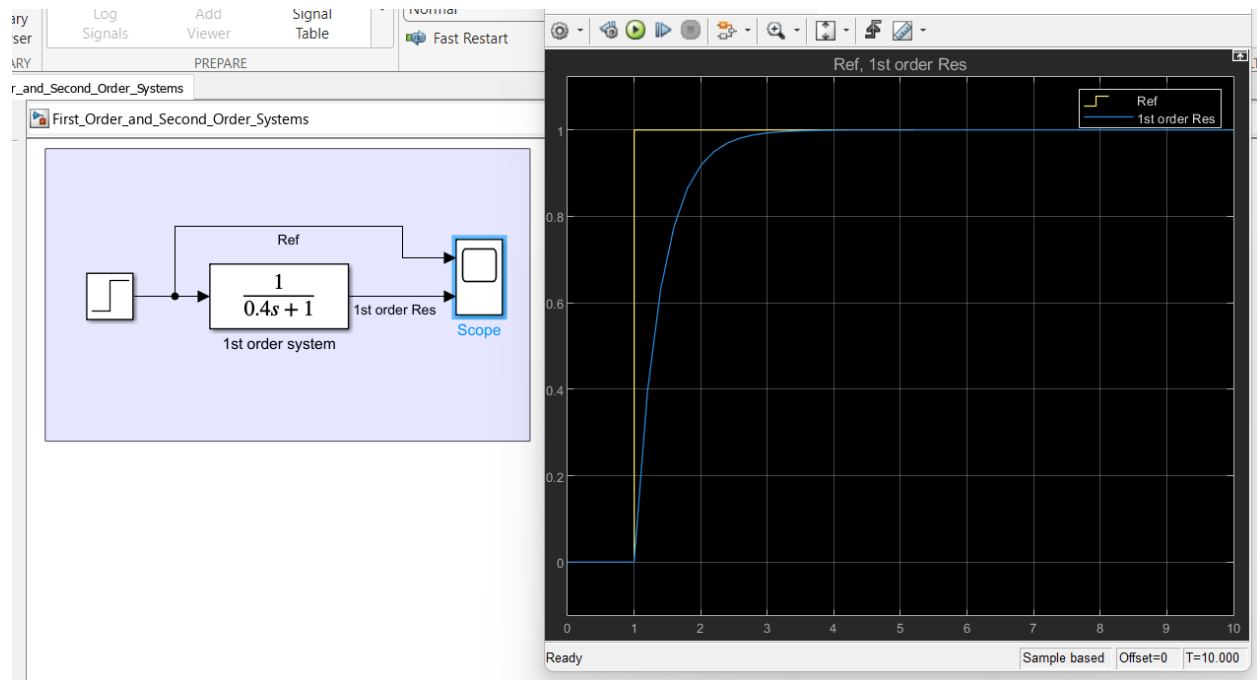 ary
Log
Add
Signal
Normal
ser
Signals
Viewer
Table
Fast Restart
ARY
PREPARE
r_and_Second_Order_Systems
First_Order_and_Second_Order_Systems
Ref
1
0.4s + 1
1st order Res
1st order system
Scope
Ref, 1st order Res
Ref
1st order Res
1
0.8
0.6
0.4
0.2
0
0 1 2 3 4 5 6 7 8 9 10
Ready
Sample based Offset=0 T=10.000